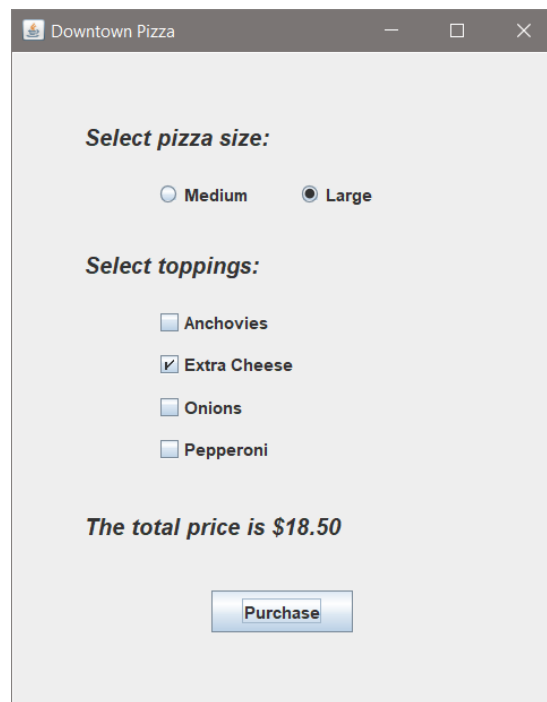 Downtown Pizza
Select pizza size:
Medium Large
Select toppings:
Anchovies
Extra Cheese
Onions
Pepperoni
The total price is $18.50
Purchase